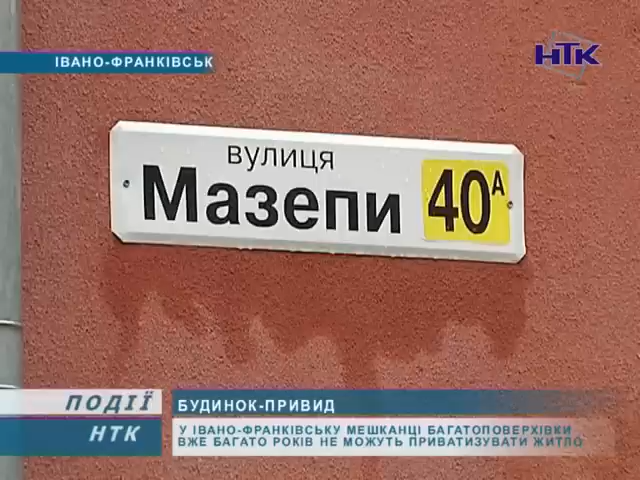 ІВАНО-ФРАНКІВСЬК
НТК
вулиця
Мазепи 40А
ПОДІЇ
НТК
БУДИНОК-ПРИВИД
У ІВАНО-ФРАНКІВСЬКУ МЕШКАНЦІ БАГАТОПОВЕРХІВКИ
ВЖЕ БАГАТО РОКІВ НЕ МОЖУТЬ ПРИВАТИЗУВАТИ ЖИТЛО